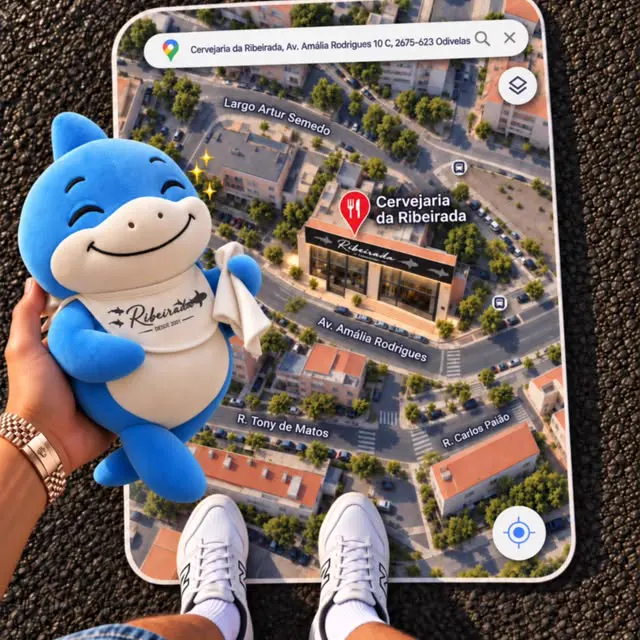 Cervejaria da Ribeirada, Av. Amália Rodrigues 10 C, 2675-623 Odivelas
Largo Artur Semedo
Cervejaria
da Ribeirada
Ribeirada
Ribeirada
DESDE 2001
Av. Amália Rodrigues
R. Tony de Matos
R. Carlos Paião
N
N